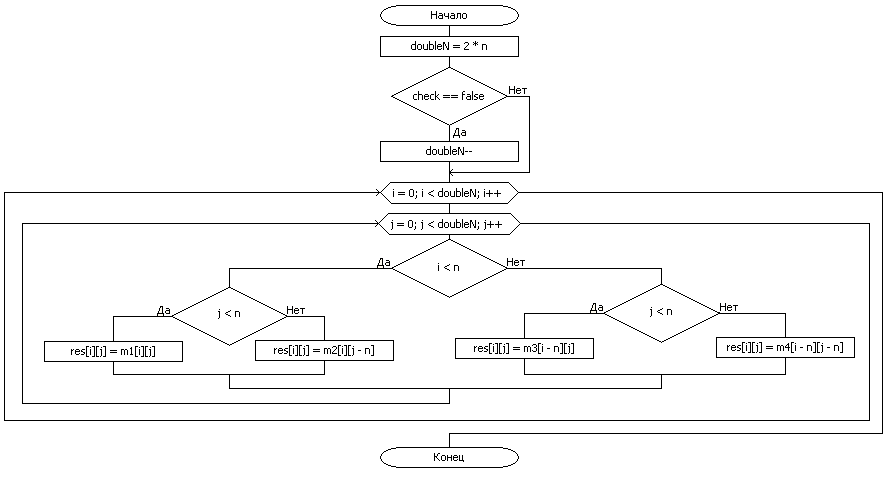 Начало
doubleN = 2 * n
check == false
Нет
Да
doubleN--
i = 0; i < doubleN; i++
j = 0; j < doubleN; j++
Да
i < n
Нет
Да
j < n
Нет
Да
j < n
Нет
res[i][j] = m1[i][j]
res[i][j] = m2[i][j - n]
res[i][j] = m3[i - n][j]
res[i][j] = m4[i - n][j - n]
Конец